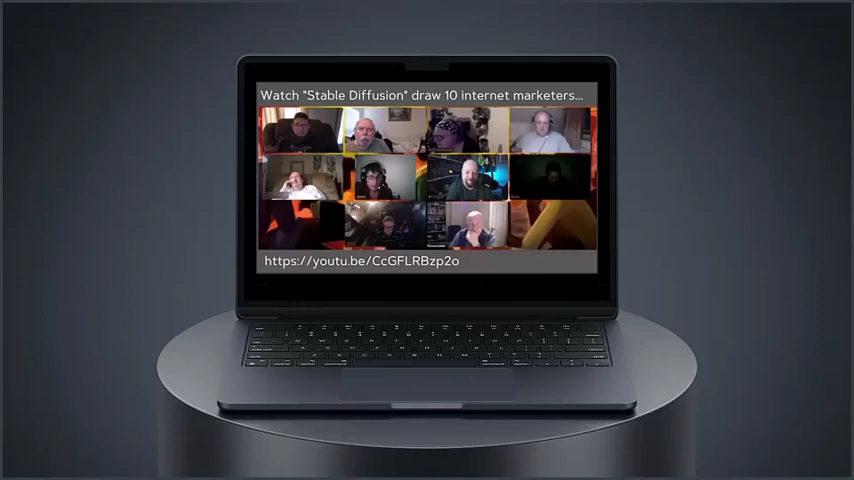 Watch "Stable Diffusion" draw 10 internet marketers...
https://youtu.be/CcGFLRBzp2o